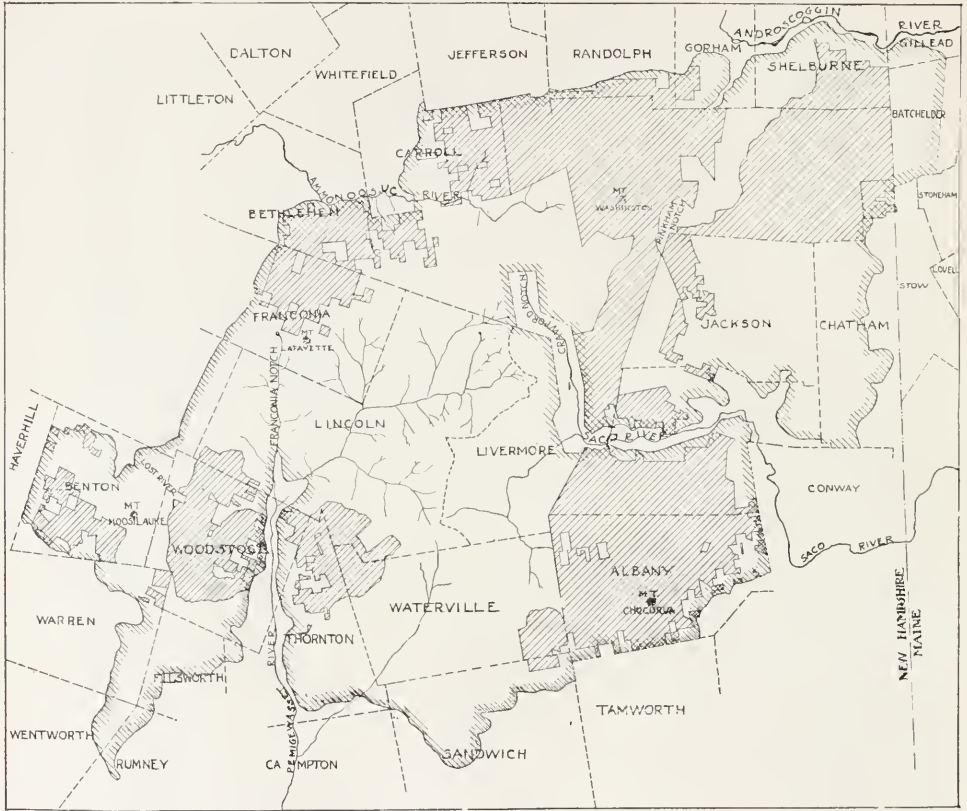 ANDROSCOGGIN
RIVER
DALTON
JEFFERSON
RANDOLPH
GORHAM
GILLEAD
WHITEFIELD
SHELBURNE
LITTLETON
BATCHELDER
CARROLL
AMMONOOSUC RIVER
MT
WASHINGTON
STONEHAM
BETHLEHEM
PINKHAM
NOTCH
LOVELL
STOW
CRAWFORD NOTCH
FRANCONIA
MT
LAFAYETTE
JACKSON
CHATHAM
FRANCONIA NOTCH
LINCOLN
HAVERHILL
LIVERMORE
SACO RIVER
LOST RIVER
BENTON
CONWAY
MT
MOOSILAUKE
WOODSTOCK
SACO RIVER
ALBANY
MT.
CHOCORUA
WATERVILLE
WARREN
THORNTON
NEW HAMPSHIRE
MAINE
ELLSWORTH
PEMIGEWASSET RIVER
TAMWORTH
WENTWORTH
SANDWICH
RUMNEY
CAMPTON